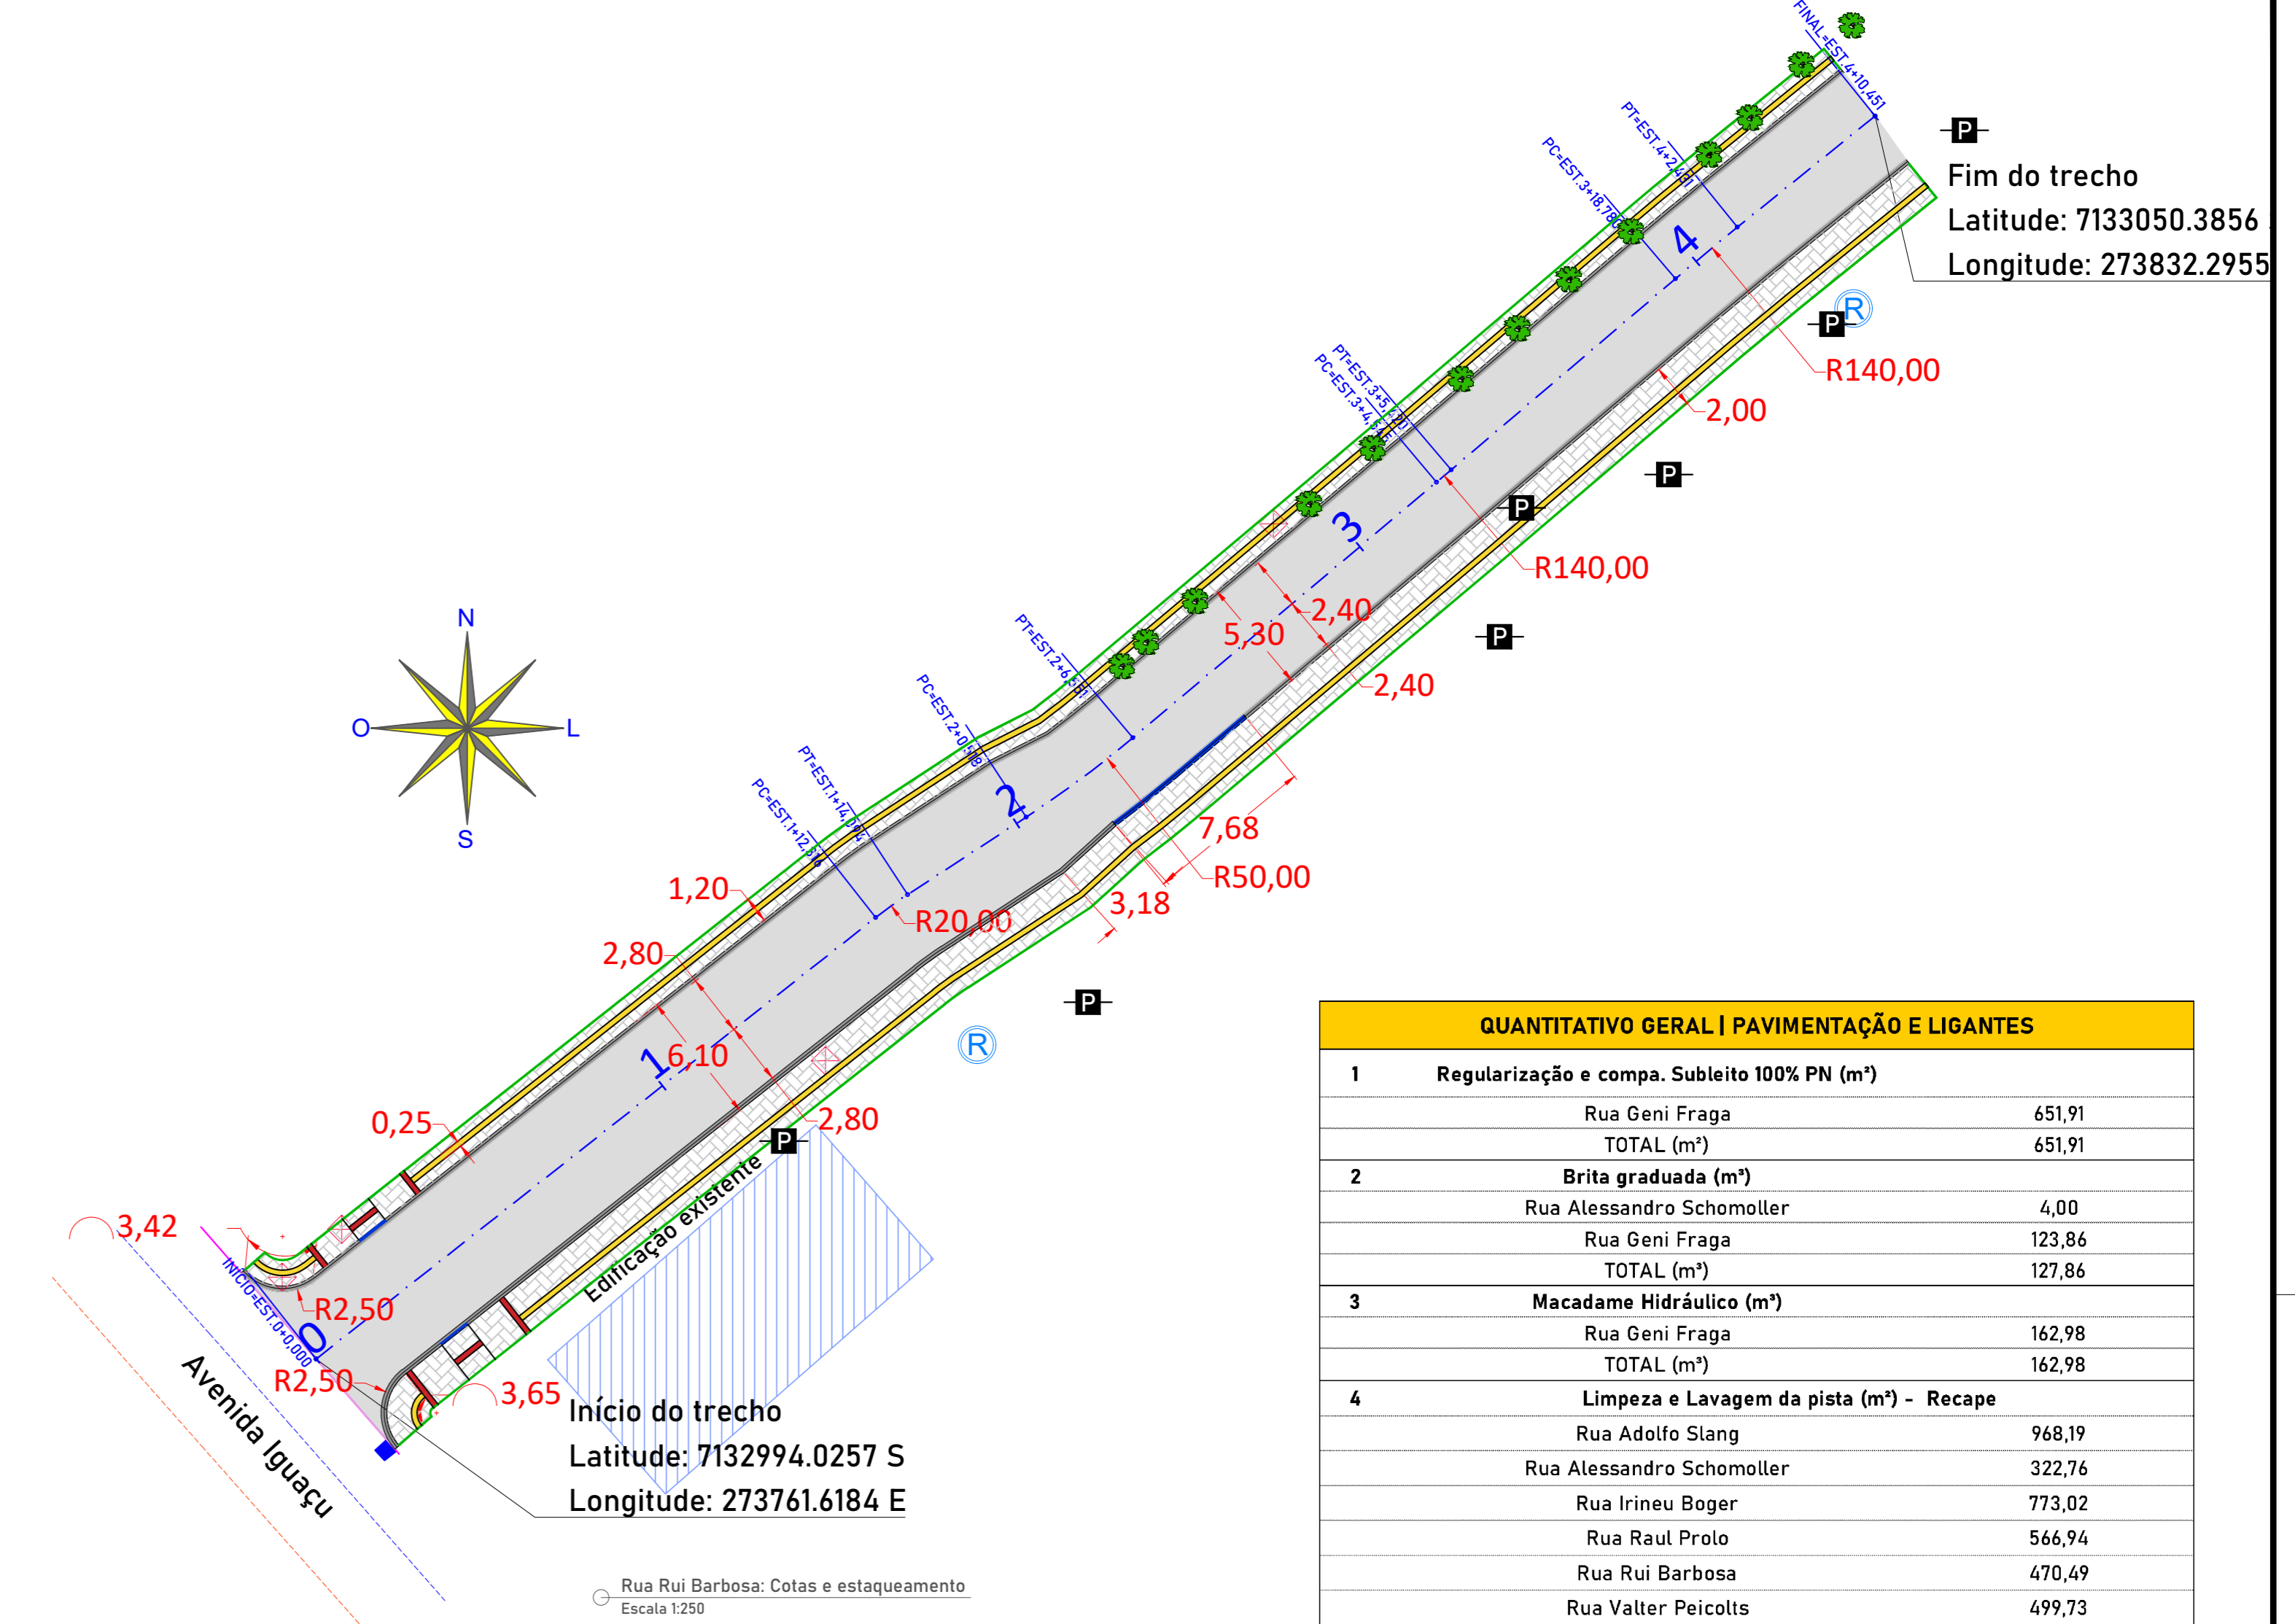 FINAL=EST.4+10,451
PT=EST.4+2,431
PC=EST.3+18,780
4
P
Fim do trecho
Latitude: 7133050.3856
Longitude: 273832.2955
R
P
R140,00
2,00
P
P
PT=EST.3+5,
PC=EST.3+4,
3
R140,00
2,40
5,30
2,40
P
N
O
L
S
PT=EST.2+6,
PC=EST.2+0,
2
PT=EST.1+14,
PC=EST.1+12,
7,68
R50,00
3,18
1,20
R20,00
2,80
P
R
1
6,10
2,80
P
0,25
Edificação existente
3,42
R2,50
INÍCIO=EST.0+0,000
0
R2,50
3,65
Avenida Iguaçu
Início do trecho
Latitude: 7132994.0257 S
Longitude: 273761.6184 E
Rua Rui Barbosa: Cotas e estaqueamento
Escala 1:250
QUANTITATIVO GERAL | PAVIMENTAÇÃO E LIGANTES
1 Regularização e compa. Subleito 100% PN (m²)
Rua Geni Fraga 651,91
TOTAL (m²) 651,91
2 Brita graduada (m³)
Rua Alessandro Schomoller 4,00
Rua Geni Fraga 123,86
TOTAL (m³) 127,86
3 Macadame Hidráulico (m³)
Rua Geni Fraga 162,98
TOTAL (m³) 162,98
4 Limpeza e Lavagem da pista (m²) - Recape
Rua Adolfo Slang 968,19
Rua Alessandro Schomoller 322,76
Rua Irineu Boger 773,02
Rua Raul Prolo 566,94
Rua Rui Barbosa 470,49
Rua Valter Peicolts 499,73